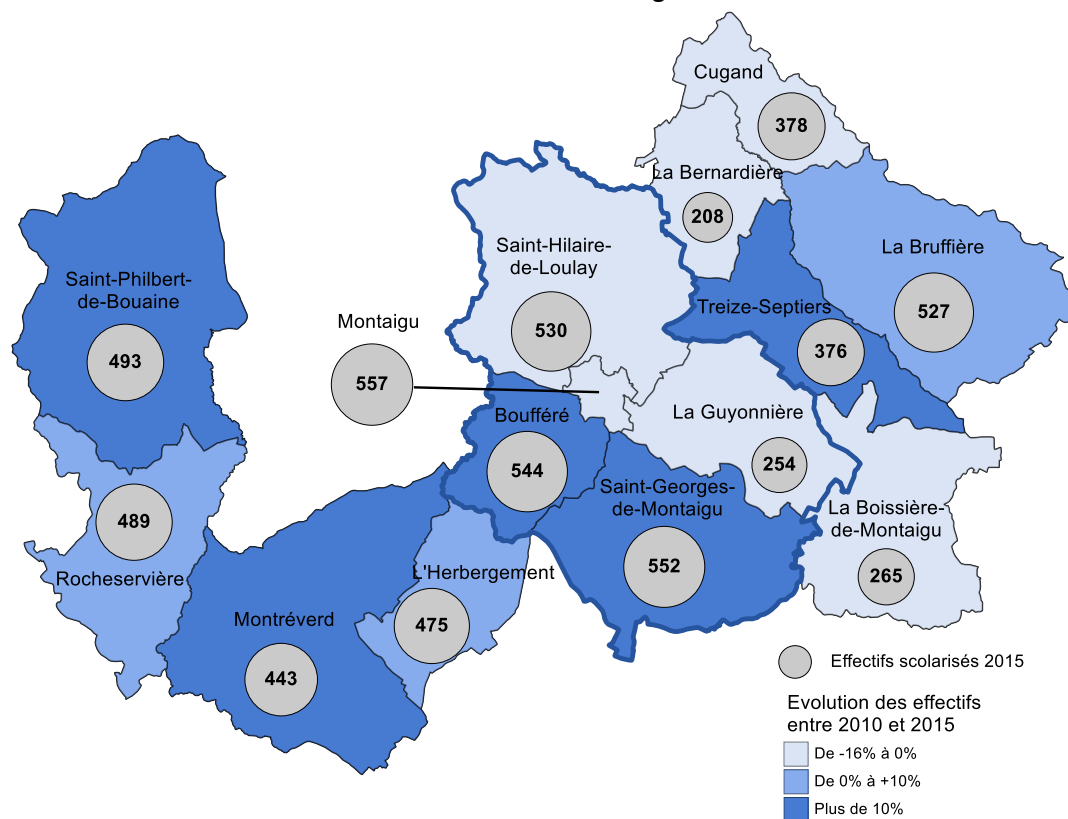 Cugand
378
La Bernardière
208
Saint-Hilaire-
de-Loulay
530
La Bruffière
527
Saint-Philbert-
de-Bouaine
493
Treize-Septiers
376
Montaigu
557
La Guyonnière
254
Boufféré
544
Saint-Georges-
de-Montaigu
552
La Boissière-
de-Montaigu
265
489
Rocheservière
L'Herbergement
475
Montréverd
443
Effectifs scolarisés 2015
Evolution des effectifs
entre 2010 et 2015
De -16% à 0%
De 0% à +10%
Plus de 10%